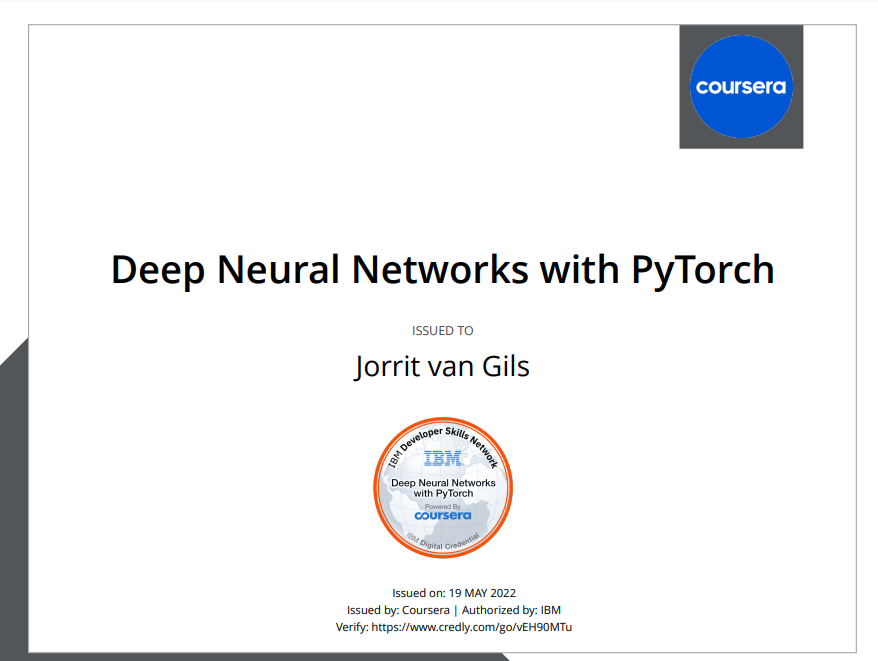 coursera
Deep Neural Networks with PyTorch
ISSUED TO
Jorrit van Gils
IBM Developer Skills Network
IBM
Deep Neural Networks
with PyTorch
Powered By
coursera
IBM Digital Credential
Issued on: 19 MAY 2022
Issued by: Coursera | Authorized by: IBM
Verify: https://www.credly.com/go/vEH90MTu